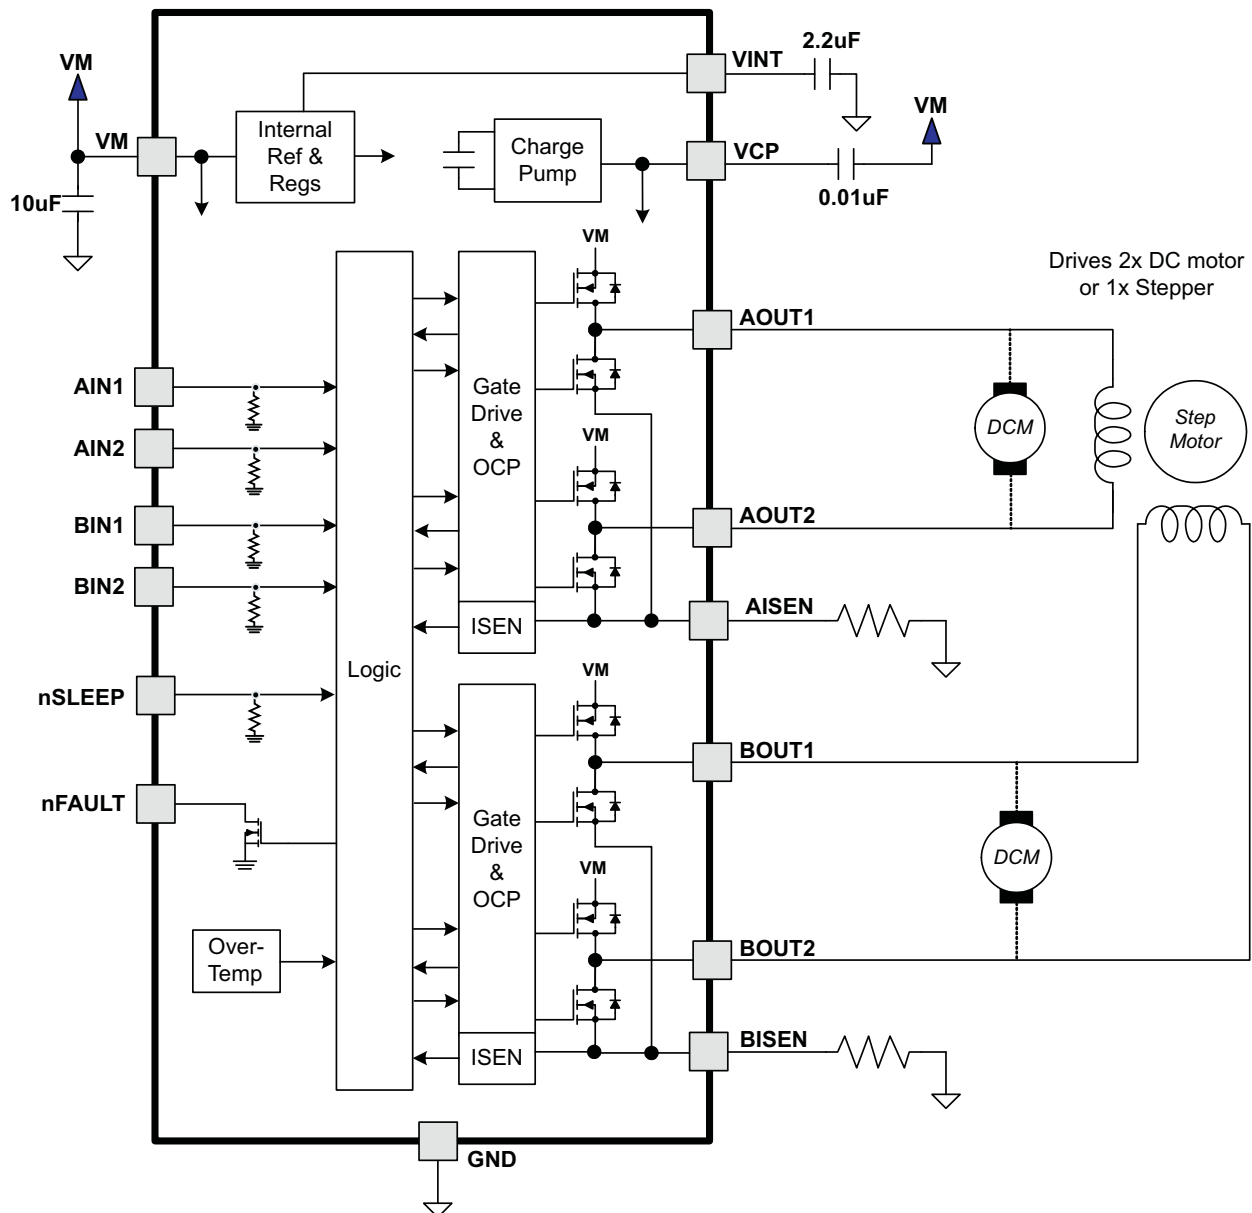 2.2uF
VINT
VM
VM
VM
Internal
Ref &
Regs
Charge
Pump
VCP
10uF
0.01uF
VM
Drives 2x DC motor
or 1x Stepper
AOUT1
AIN1
Gate
Drive
&
OCP
DCM
Step
Motor
AIN2
VM
BIN1
AOUT2
BIN2
AISEN
ISEN
Logic
VM
nSLEEP
BOUT1
nFAULT
Gate
Drive
&
OCP
DCM
VM
Over-
Temp
BOUT2
BISEN
ISEN
GND